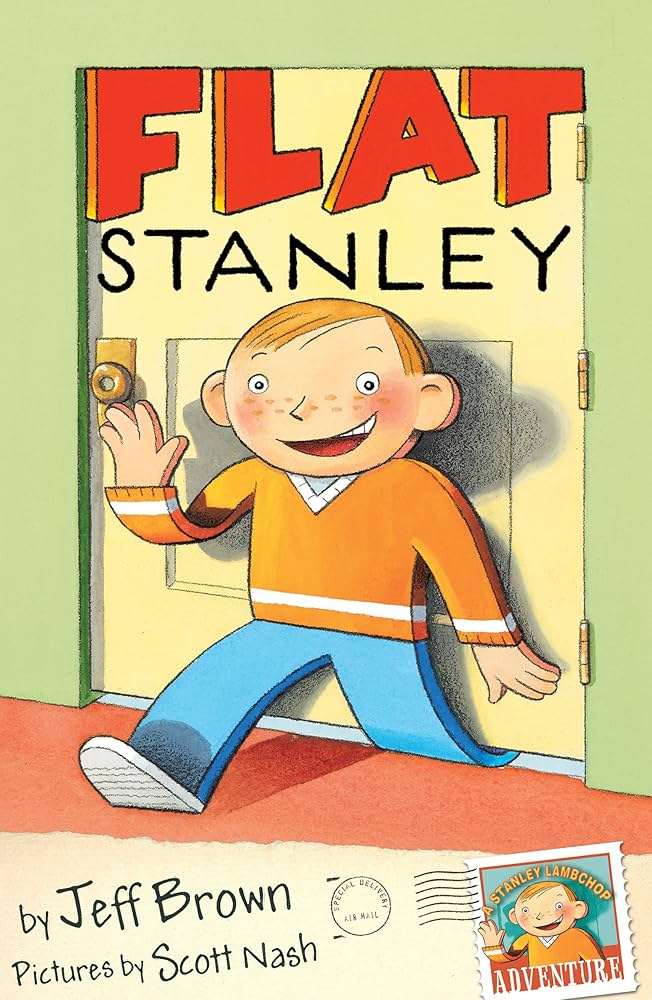 FLAT
STANLEY
by Jeff Brown
Pictures by Scott Nash
SPECIAL DELIVERY
AIR MAIL
A STANLEY LAMBCHOP
ADVENTURE